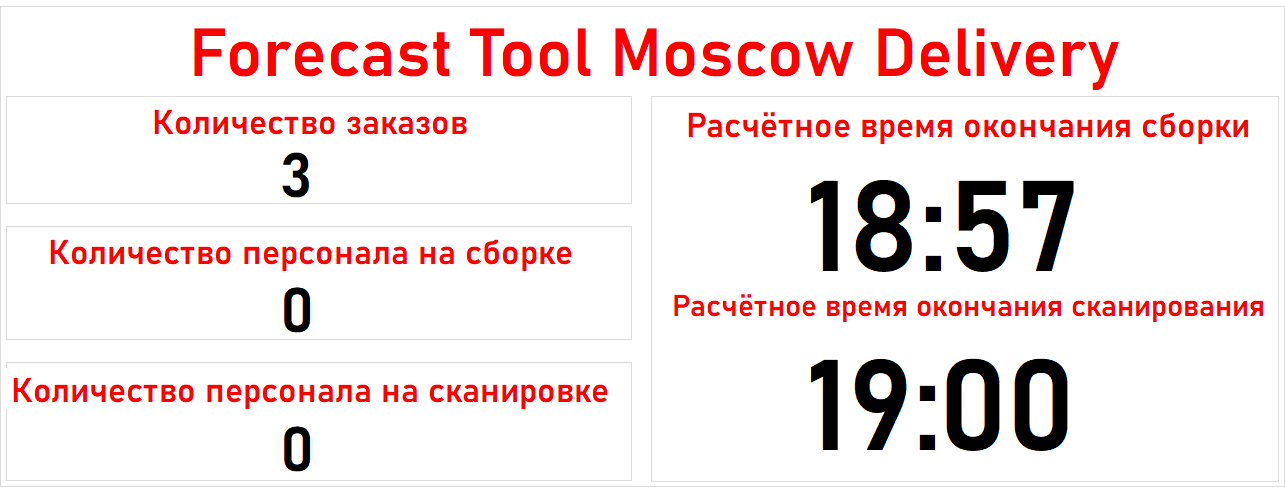 Forecast Tool Moscow Delivery
Количество заказов
3
Количество персонала на сборке
0
Количество персонала на сканировке
0
Расчётное время окончания сборки
18:57
Расчётное время окончания сканирования
19:00